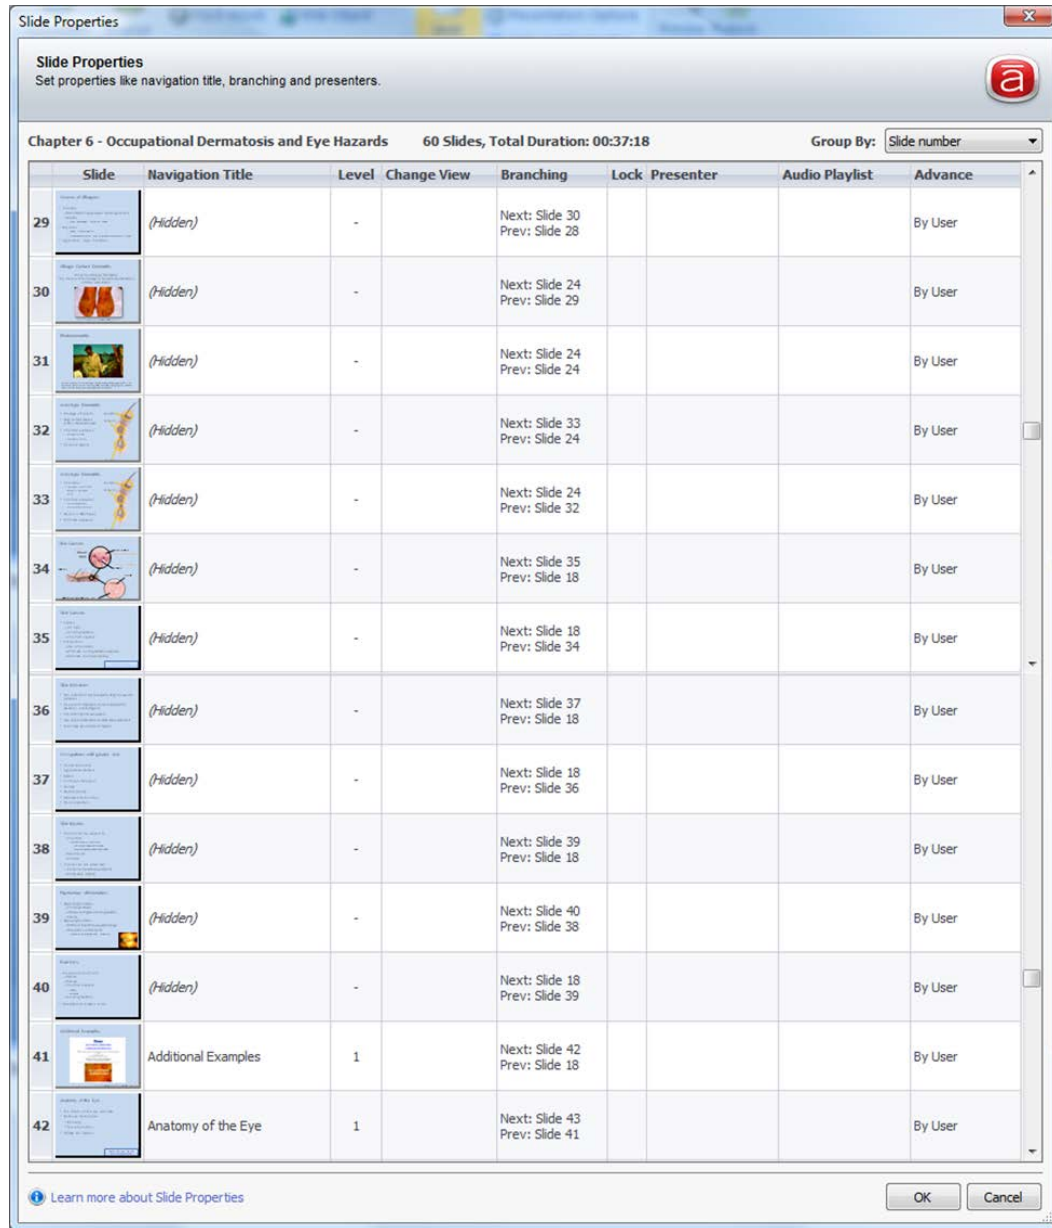 Slide Properties
Slide Properties
Set properties like navigation title, branching and presenters.
Chapter 6 - Occupational Dermatosis and Eye Hazards 60 Slides, Total Duration: 00:37:18 Group By: Slide number
Slide Navigation Title Level Change View Branching Lock Presenter Audio Playlist Advance
29 (Hidden) - Next: Slide 30 By User
Prev: Slide 28
30 (Hidden) - Next: Slide 24 By User
Prev: Slide 29
31 (Hidden) - Next: Slide 24 By User
Prev: Slide 24
32 (Hidden) - Next: Slide 33 By User
Prev: Slide 24
33 (Hidden) - Next: Slide 24 By User
Prev: Slide 32
34 (Hidden) - Next: Slide 35 By User
Prev: Slide 18
35 (Hidden) - Next: Slide 18 By User
Prev: Slide 34
36 (Hidden) - Next: Slide 37 By User
Prev: Slide 18
37 (Hidden) - Next: Slide 18 By User
Prev: Slide 36
38 (Hidden) - Next: Slide 39 By User
Prev: Slide 18
39 (Hidden) - Next: Slide 40 By User
Prev: Slide 38
40 (Hidden) - Next: Slide 18 By User
Prev: Slide 39
41 Additional Examples 1 Next: Slide 42 By User
Prev: Slide 18
42 Anatomy of the Eye 1 Next: Slide 43 By User
Prev: Slide 41
Learn more about Slide Properties OK Cancel